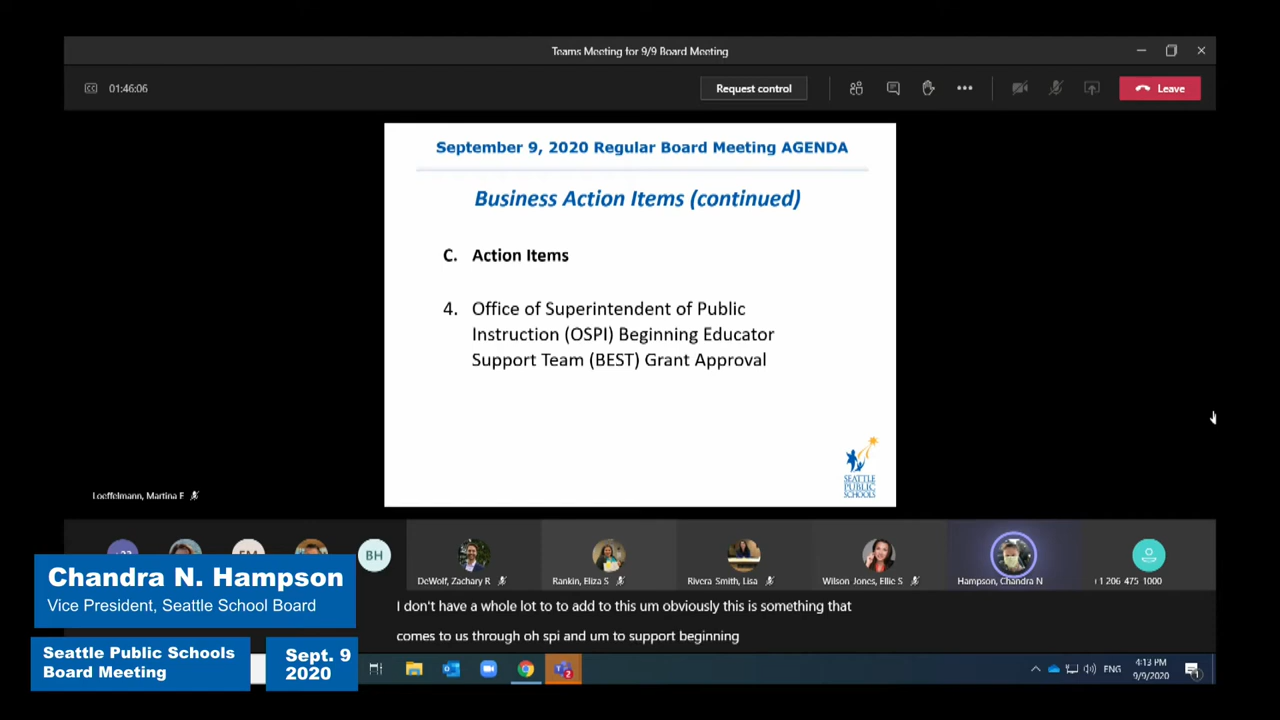 Teams Meeting for 9/9 Board Meeting
01:46:06
Request control
Leave
September 9, 2020 Regular Board Meeting AGENDA
Business Action Items (continued)
C. Action Items
4. Office of Superintendent of Public
Instruction (OSPI) Beginning Educator
Support Team (BEST) Grant Approval
SEATTLE
PUBLIC
SCHOOLS
Loeffelmann, Martina F
BH
DeWolf, Zachary R
Rankin, Eliza S
Rivera Smith, Lisa
Wilson Jones, Ellie S
Hampson, Chandra N
206 475 1000
Chandra N. Hampson
Vice President, Seattle School Board
I don't have a whole lot to to add to this um obviously this is something that
comes to us through oh spi and um to support beginning
Seattle Public Schools
Board Meeting
Sept. 9
2020
2
ENG
4:13 PM
9/9/2020
1